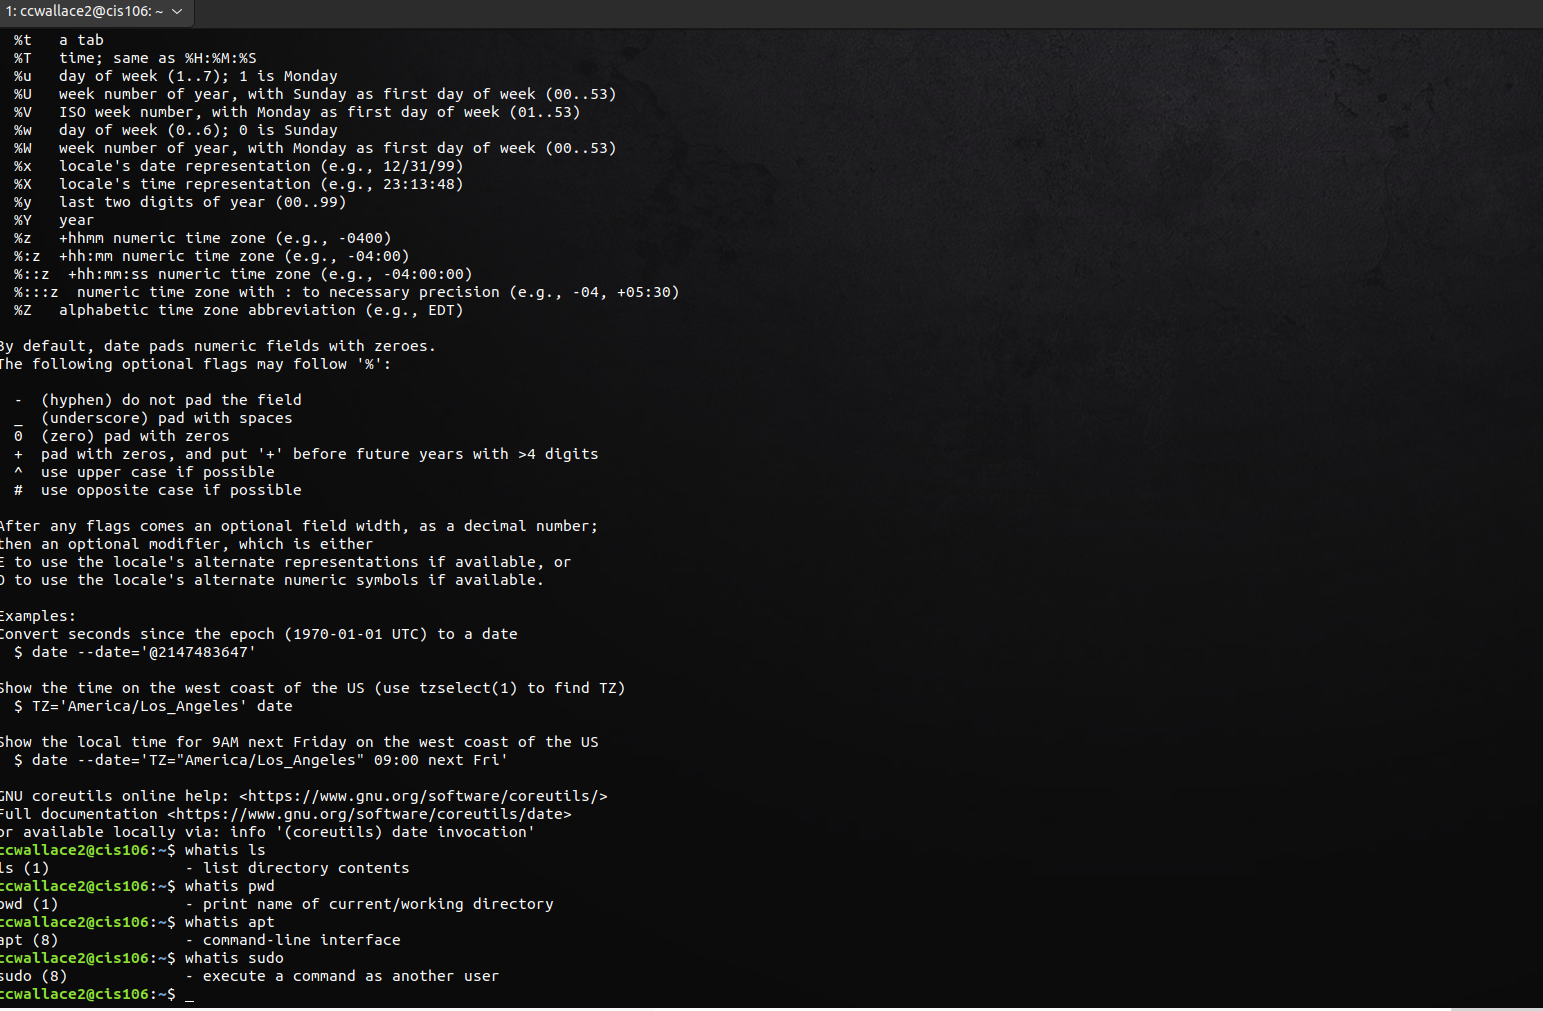 1: ccwallace2@cis106: ~
%t   a tab
%T   time; same as %H:%M:%S
%u   day of week (1..7); 1 is Monday
%U   week number of year, with Sunday as first day of week (00..53)
%V   ISO week number, with Monday as first day of week (01..53)
%w   day of week (0..6); 0 is Sunday
%W   week number of year, with Monday as first day of week (00..53)
%x   locale's date representation (e.g., 12/31/99)
%X   locale's time representation (e.g., 23:13:48)
%y   last two digits of year (00..99)
%Y   year
%z   +hhmm numeric time zone (e.g., -0400)
%:z  +hh:mm numeric time zone (e.g., -04:00)
%::z  +hh:mm:ss numeric time zone (e.g., -04:00:00)
%:::z  numeric time zone with : to necessary precision (e.g., -04, +05:30)
%Z   alphabetic time zone abbreviation (e.g., EDT)
By default, date pads numeric fields with zeroes.
The following optional flags may follow '%':
-  (hyphen) do not pad the field
_  (underscore) pad with spaces
0  (zero) pad with zeros
+  pad with zeros, and put '+' before future years with >4 digits
^  use upper case if possible
#  use opposite case if possible
After any flags comes an optional field width, as a decimal number;
then an optional modifier, which is either
E to use the locale's alternate representations if available, or
O to use the locale's alternate numeric symbols if available.
Examples:
Convert seconds since the epoch (1970-01-01 UTC) to a date
$ date --date='@2147483647'
Show the time on the west coast of the US (use tzselect(1) to find TZ)
$ TZ='America/Los_Angeles' date
Show the local time for 9AM next Friday on the west coast of the US
$ date --date='TZ="America/Los_Angeles" 09:00 next Fri'
GNU coreutils online help: <https://www.gnu.org/software/coreutils/>
Full documentation <https://www.gnu.org/software/coreutils/date>
or available locally via: info '(coreutils) date invocation'
ccwallace2@cis106:~$ whatis ls
ls (1)               - list directory contents
ccwallace2@cis106:~$ whatis pwd
pwd (1)              - print name of current/working directory
ccwallace2@cis106:~$ whatis apt
apt (8)              - command-line interface
ccwallace2@cis106:~$ whatis sudo
sudo (8)             - execute a command as another user
ccwallace2@cis106:~$ _